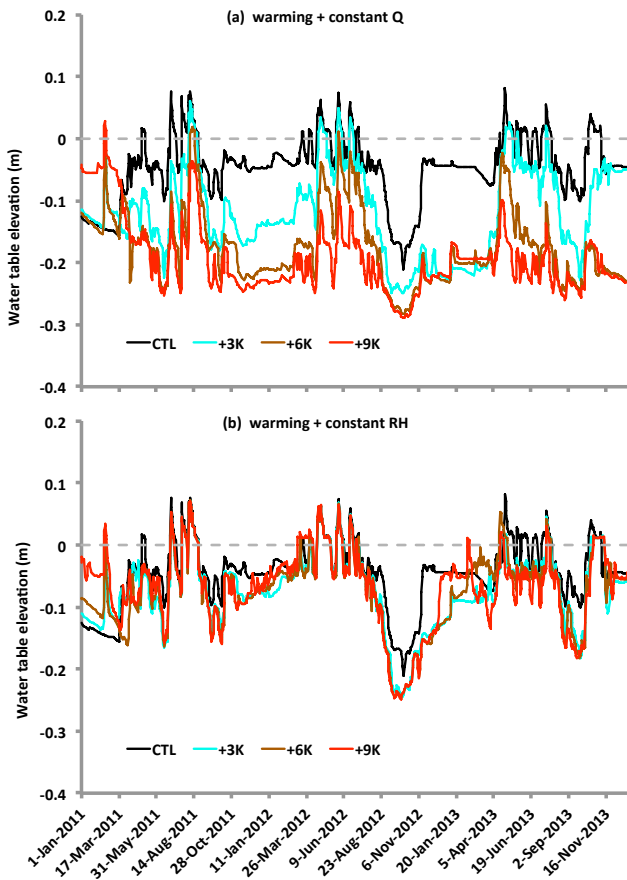 (a) warming + constant Q
0.2
0.1
0
-0.1
-0.2
-0.3
-0.4
Water table elevation (m)
CTL +3K +6K +9K
(b) warming + constant RH
0.2
0.1
0
-0.1
-0.2
-0.3
-0.4
Water table elevation (m)
CTL +3K +6K +9K
1-Jan-2011
17-Mar-2011
31-May-2011
14-Aug-2011
28-Oct-2011
11-Jan-2012
26-Mar-2012
9-Jun-2012
23-Aug-2012
6-Nov-2012
20-Jan-2013
5-Apr-2013
19-Jun-2013
2-Sep-2013
16-Nov-2013